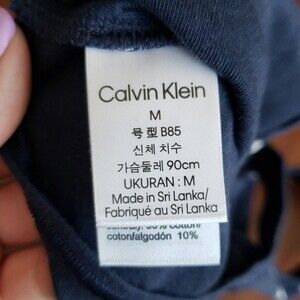 Calvin Klein
M
号型 B85
신체 치수
가슴둘레 90cm
UKURAN : M
Made in Sri Lanka/
Fabriqué au Sri Lanka
coton/algodón 10%